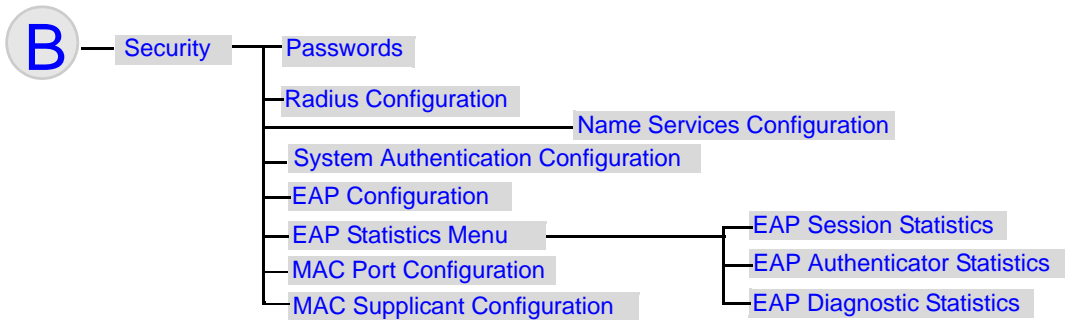 B
Security
Passwords
Radius Configuration
Name Services Configuration
System Authentication Configuration
EAP Configuration
EAP Statistics Menu
EAP Session Statistics
EAP Authenticator Statistics
EAP Diagnostic Statistics
MAC Port Configuration
MAC Supplicant Configuration